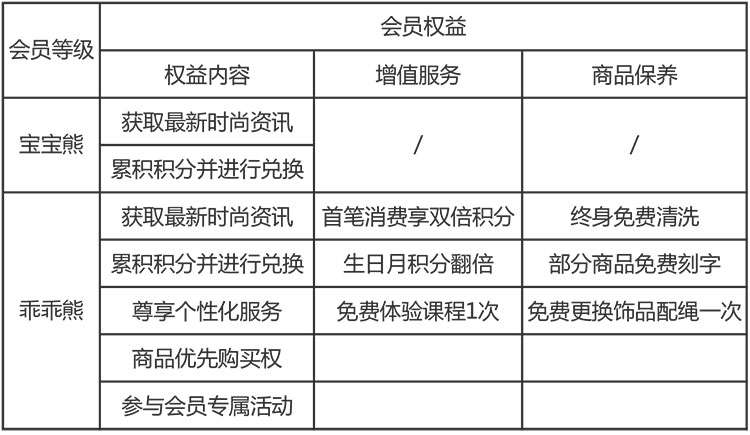 会员等级
会员权益
权益内容 增值服务 商品保养
宝宝熊
获取最新时尚资讯 / /
累积积分并进行兑换
乖乖熊
获取最新时尚资讯 首笔消费享双倍积分 终身免费清洗
累积积分并进行兑换 生日月积分翻倍 部分商品免费刻字
尊享个性化服务 免费体验课程1次 免费更换饰品配绳一次
商品优先购买权
参与会员专属活动